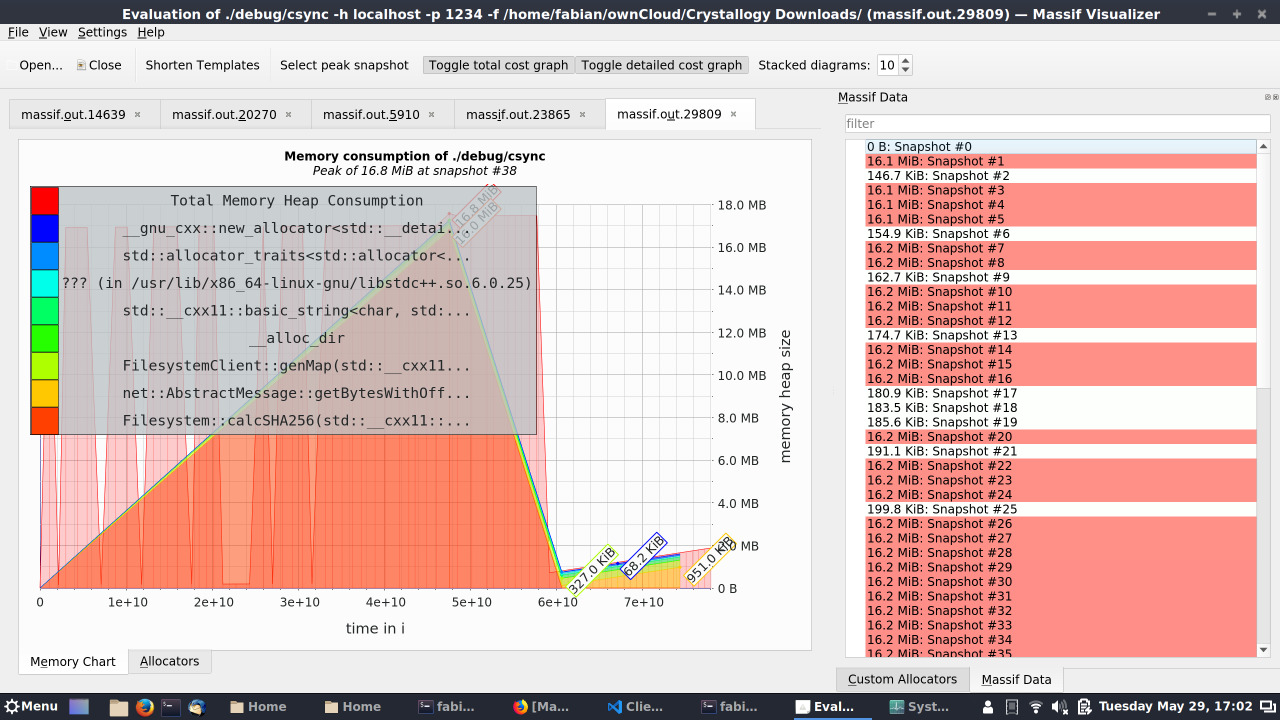 Evaluation of ./debug/csync -h localhost -p 1234 -f /home/fabian/ownCloud/Crystallogy Downloads/ (massif.out.29809) — Massif Visualizer
File View Settings Help
Open... Close Shorten Templates Select peak snapshot Toggle total cost graph Toggle detailed cost graph Stacked diagrams: 10
massif.out.14639 massif.out.20270 massif.out.5910 massif.out.23865 massif.out.29809
Memory consumption of ./debug/csync
Peak of 16.8 MiB at snapshot #38
Total Memory Heap Consumption
__gnu_cxx::new_allocator<std::__detai...
std::allocator_traits<std::allocator<...
??? (in /usr/lib/x86_64-linux-gnu/libstdc++.so.6.0.25)
std::__cxx11::basic_string<char, std:...
__alloc_dir
FilesystemClient::genMap(std::__cxx11...
net::AbstractMessage::getBytesWithOff...
Filesystem::calcSHA256(std::__cxx11::...
16.8 MiB
16.0 MiB
18.0 MB
16.0 MB
14.0 MB
12.0 MB
10.0 MB
8.0 MB
6.0 MB
4.0 MB
2.0 MB
0 B
memory heap size
327.0 KiB
68.2 KiB
951.0 KiB
0 1e+10 2e+10 3e+10 4e+10 5e+10 6e+10 7e+10
time in i
Memory Chart Allocators
Massif Data
filter
0 B: Snapshot #0
16.1 MiB: Snapshot #1
146.7 KiB: Snapshot #2
16.1 MiB: Snapshot #3
16.1 MiB: Snapshot #4
16.1 MiB: Snapshot #5
154.9 KiB: Snapshot #6
16.2 MiB: Snapshot #7
16.2 MiB: Snapshot #8
162.7 KiB: Snapshot #9
16.2 MiB: Snapshot #10
16.2 MiB: Snapshot #11
16.2 MiB: Snapshot #12
174.7 KiB: Snapshot #13
16.2 MiB: Snapshot #14
16.2 MiB: Snapshot #15
16.2 MiB: Snapshot #16
180.9 KiB: Snapshot #17
183.5 KiB: Snapshot #18
185.6 KiB: Snapshot #19
16.2 MiB: Snapshot #20
191.1 KiB: Snapshot #21
16.2 MiB: Snapshot #22
16.2 MiB: Snapshot #23
16.2 MiB: Snapshot #24
199.8 KiB: Snapshot #25
16.2 MiB: Snapshot #26
16.2 MiB: Snapshot #27
16.2 MiB: Snapshot #28
16.2 MiB: Snapshot #29
16.2 MiB: Snapshot #30
16.2 MiB: Snapshot #31
16.2 MiB: Snapshot #32
16.2 MiB: Snapshot #33
16.2 MiB: Snapshot #34
16.2 MiB: Snapshot #35
Custom Allocators Massif Data
Menu Home Home fabi... [Ma... Clie... fabi... Eval... Syst... Tuesday May 29, 17:02